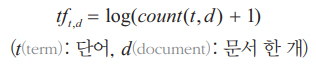 tf_{t,d} = log(count(t,d) + 1)
(t(term): 단어, d(document): 문서 한 개)